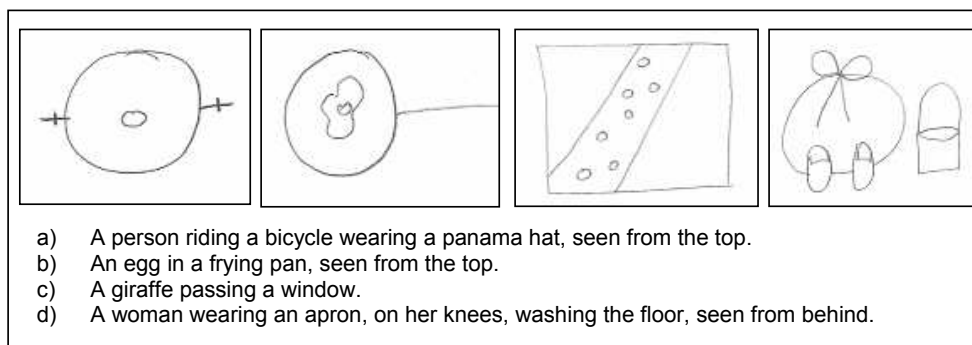 a) A person riding a bicycle wearing a panama hat, seen from the top.
b) An egg in a frying pan, seen from the top.
c) A giraffe passing a window.
d) A woman wearing an apron, on her knees, washing the floor, seen from behind.